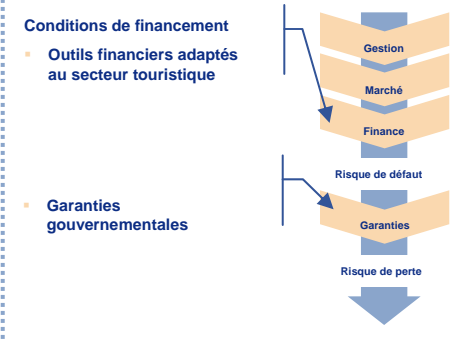 Conditions de financement
Outils financiers adaptés
au secteur touristique
Garanties
gouvernementales
Gestion
Marché
Finance
Risque de défaut
Garanties
Risque de perte